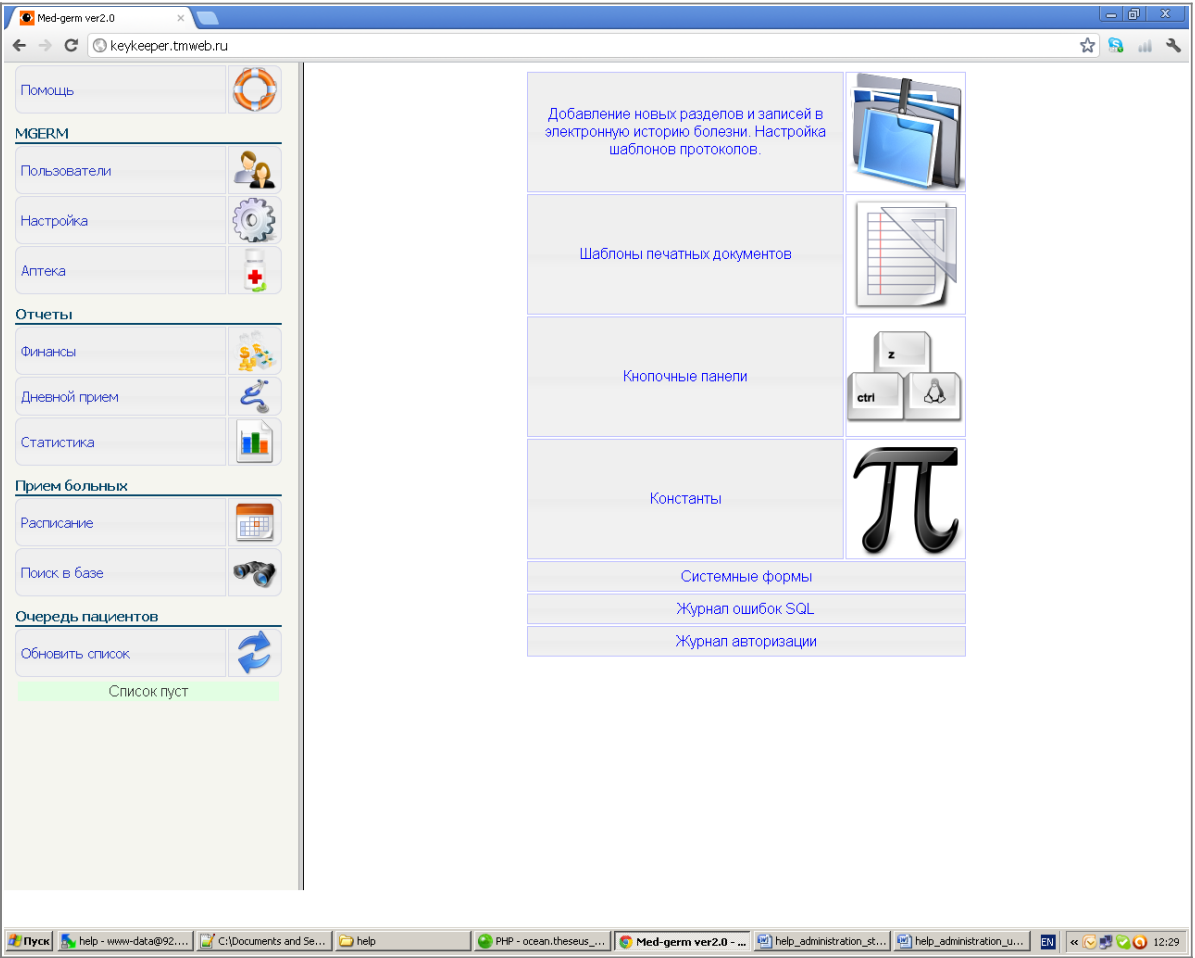 Med-germ ver2.0
keykeeper.tmweb.ru
Помощь
MGERM
Пользователи
Настройка
Аптека
Отчеты
Финансы
Дневной прием
Статистика
Прием больных
Расписание
Поиск в базе
Очередь пациентов
Обновить список
Список пуст
Добавление новых разделов и записей в
электронную историю болезни. Настройка
шаблонов протоколов.
Шаблоны печатных документов
Кнопочные панели
z
ctrl
Константы
π
Системные формы
Журнал ошибок SQL
Журнал авторизации
Пуск help - www-data@92.... C:\Documents and Se... help PHP - ocean.theseus_... Med-germ ver2.0 - ... help_administration_st... help_administration_u... EN « 12:29